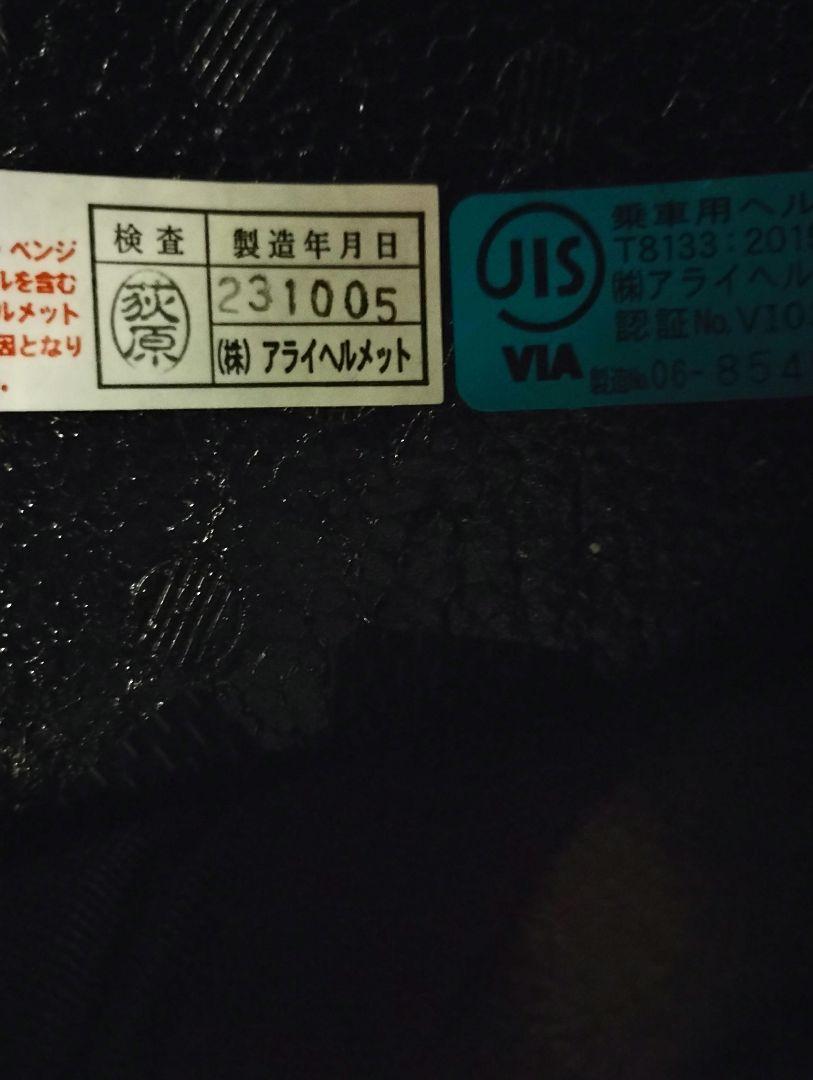 ベンジ
ルを含む
ルメット
因となり
検査
製造年月日
荻原
231005
(株) アライヘルメット
JIS
VIA
乗車用ヘル
T8133:2015
㈱アライヘル
認証No.VI0
製造No.06-854